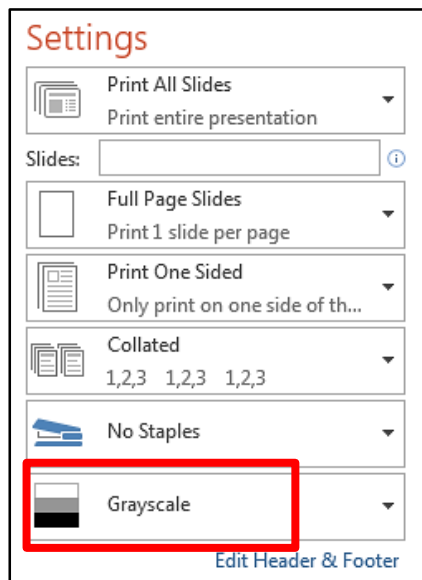 Settings
Print All Slides
Print entire presentation
Slides:
Full Page Slides
Print 1 slide per page
Print One Sided
Only print on one side of th...
Collated
1,2,3 1,2,3 1,2,3
No Staples
Grayscale
Edit Header & Footer